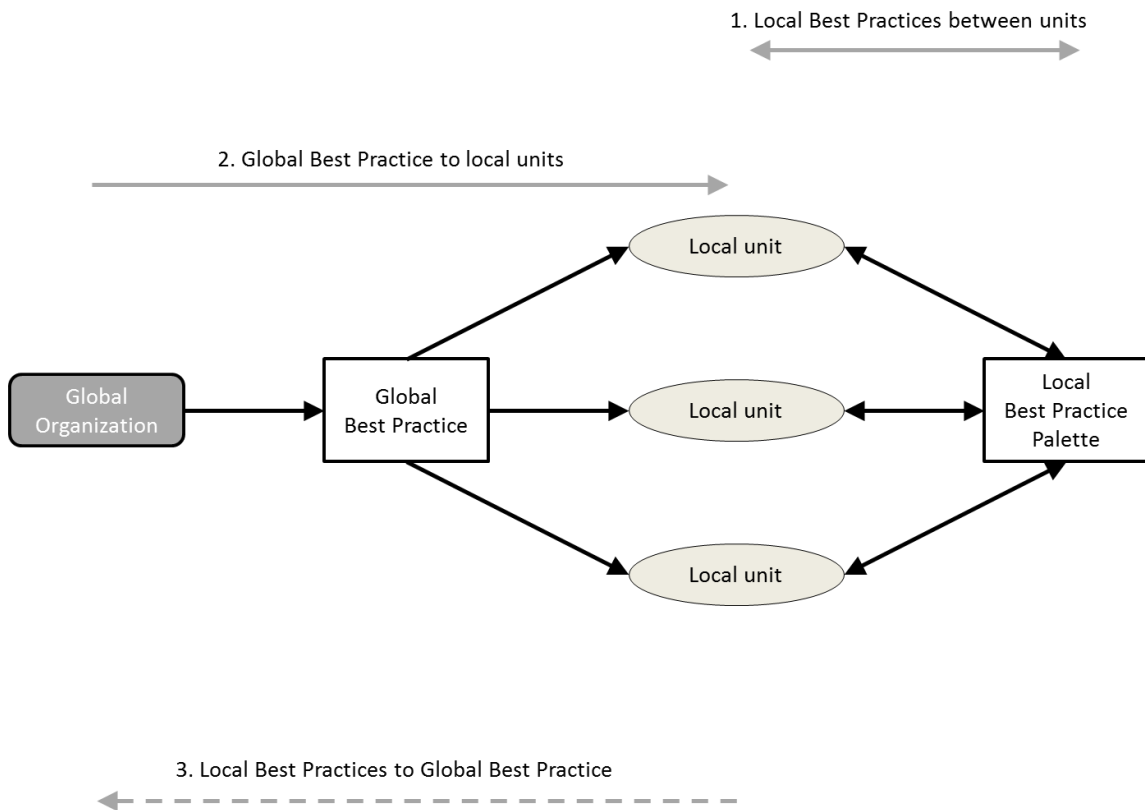 1. Local Best Practices between units
2. Global Best Practice to local units
Local unit
Global
Organization
Global
Best Practice
Local unit
Local
Best Practice
Palette
Local unit
3. Local Best Practices to Global Best Practice